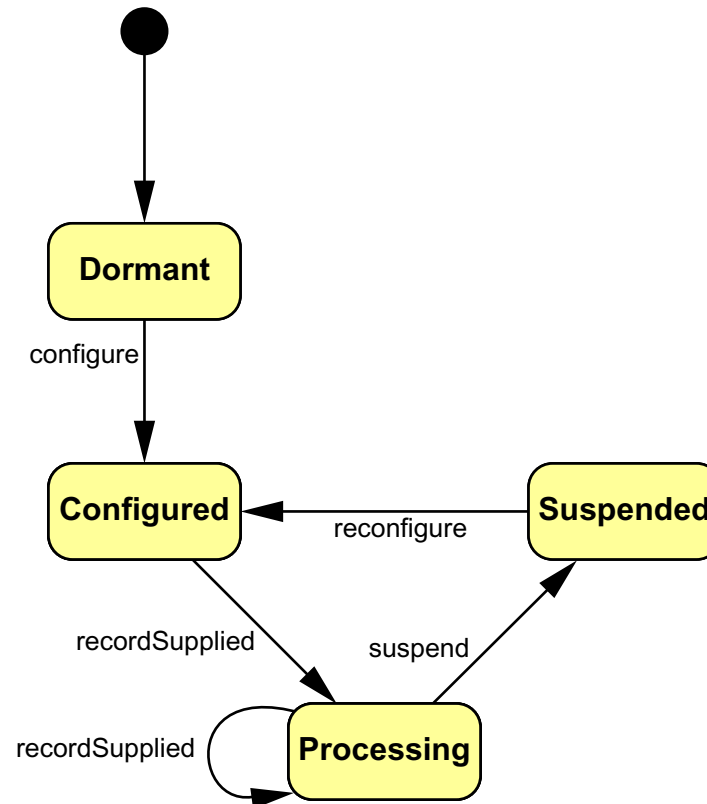 Dormant
configure
Configured
Suspended
reconfigure
recordSupplied
suspend
recordSupplied
Processing